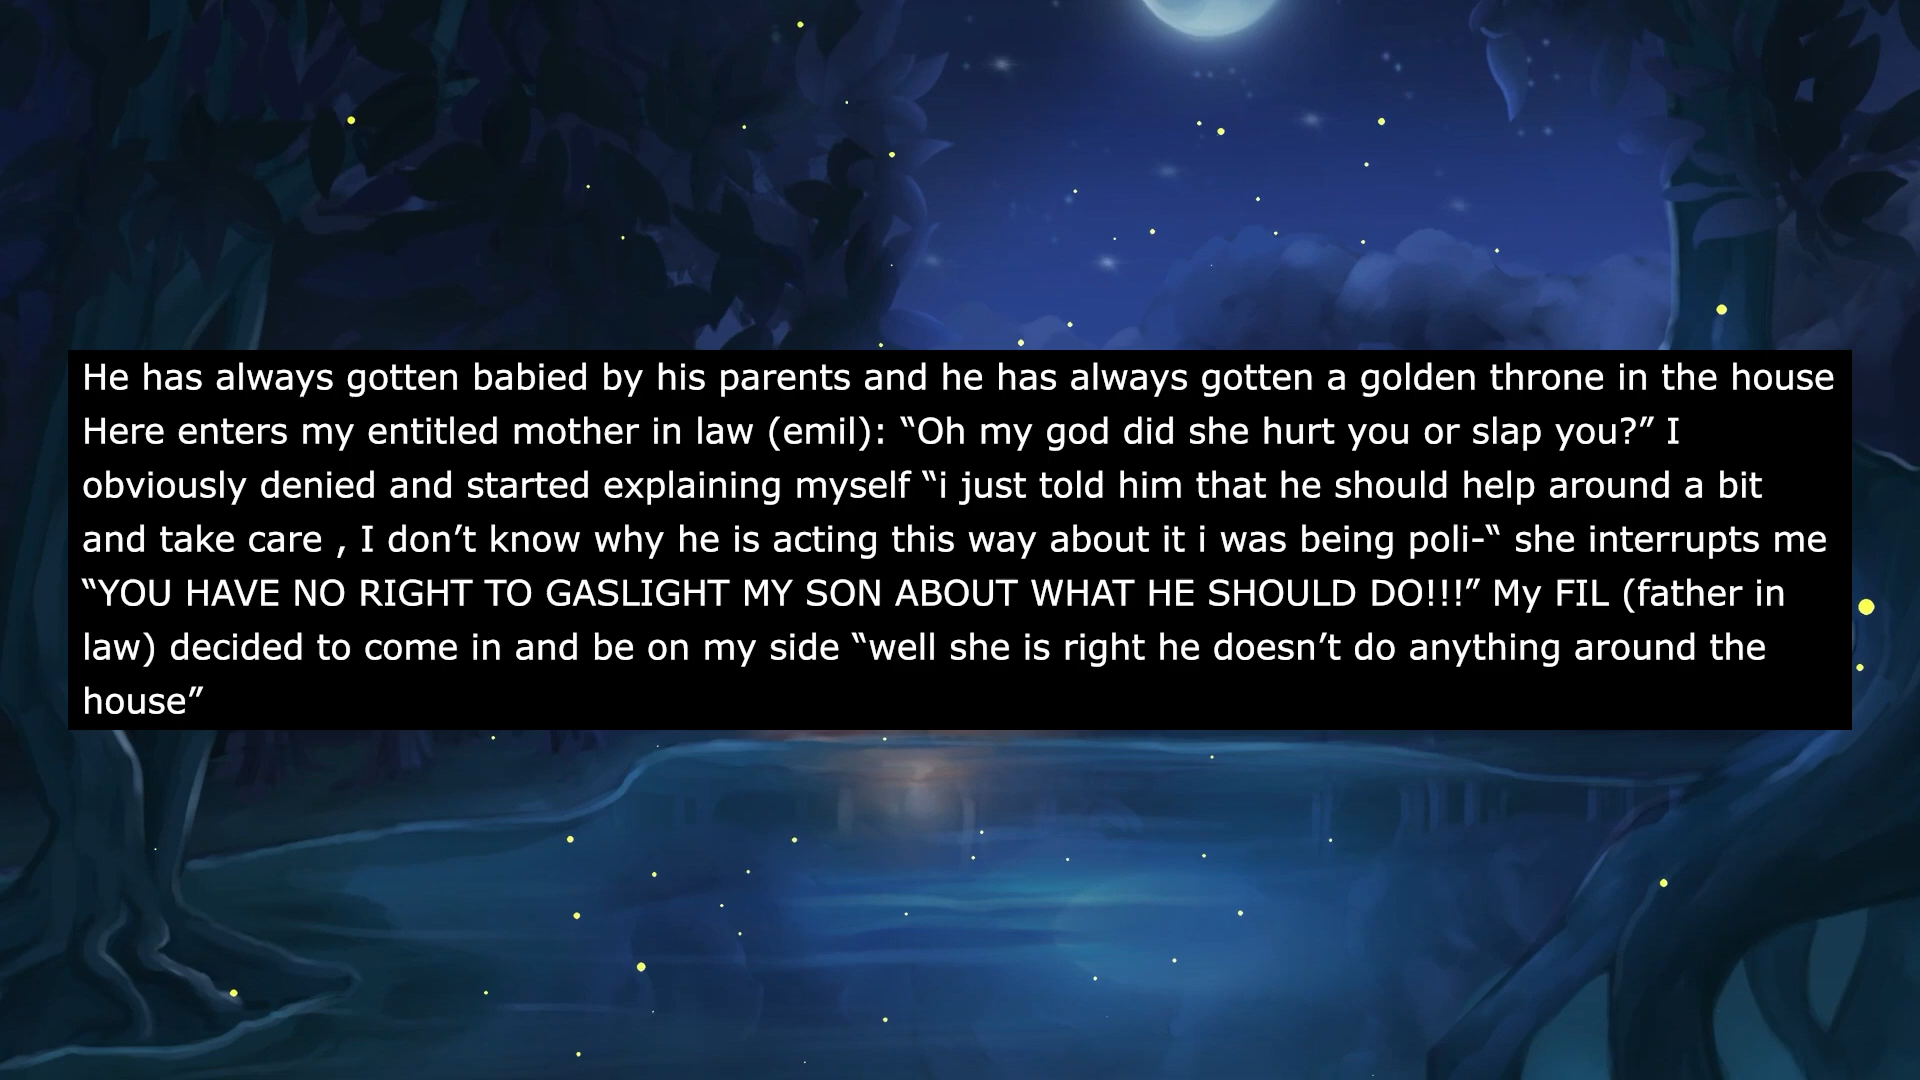 He has always gotten babied by his parents and he has always gotten a golden throne in the house
Here enters my entitled mother in law (emil): “Oh my god did she hurt you or slap you?” I
obviously denied and started explaining myself “i just told him that he should help around a bit
and take care , I don’t know why he is acting this way about it i was being poli-“ she interrupts me
“YOU HAVE NO RIGHT TO GASLIGHT MY SON ABOUT WHAT HE SHOULD DO!!!” My FIL (father in
law) decided to come in and be on my side “well she is right he doesn’t do anything around the
house”